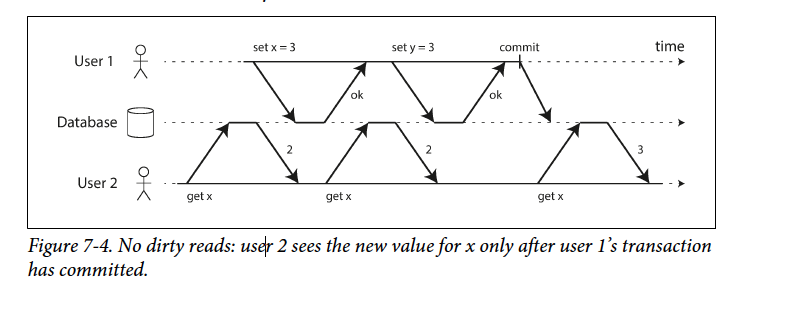 set x = 3
set y = 3
commit
time
User 1
ok
ok
Database
2
2
3
User 2
get x
get x
get x
Figure 7-4. No dirty reads: user 2 sees the new value for x only after user 1’s transaction
has committed.